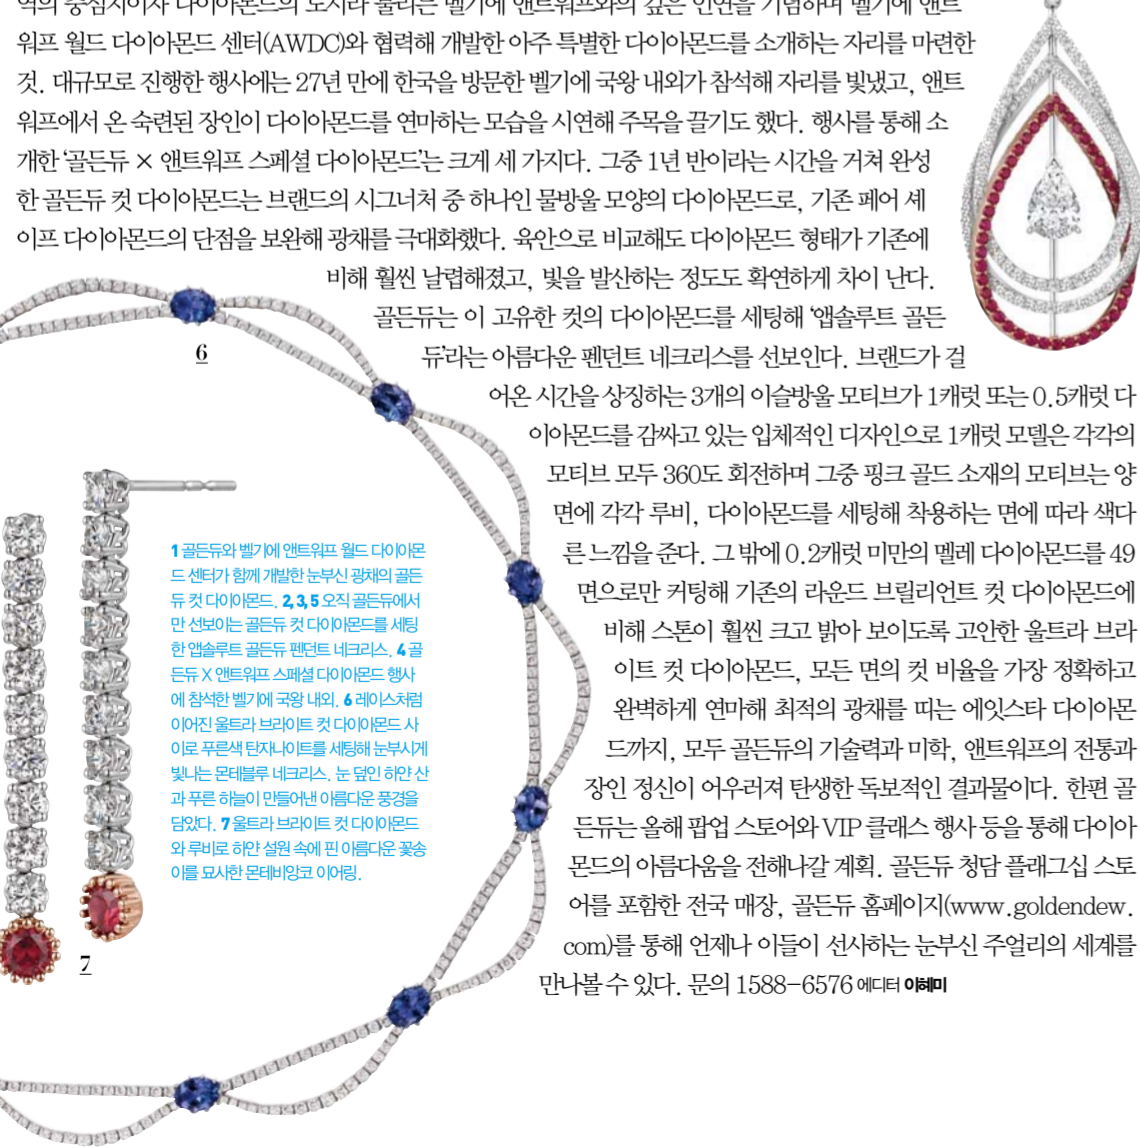 역의 중심지이자 다이아몬드의 도시라 불리는 벨기에 앤트워프와의 깊은 인연을 기념하며 벨기에 앤트
워프 월드 다이아몬드 센터(AWDC)와 협력해 개발한 아주 특별한 다이아몬드를 소개하는 자리를 마련한
것. 대규모로 진행한 행사에는 27년 만에 한국을 방문한 벨기에 국왕 내외가 참석해 자리를 빛냈고, 앤트
워프에서 온 숙련된 장인이 다이아몬드를 연마하는 모습을 시연해 주목을 끌기도 했다. 행사를 통해 소
개한 ‘골든듀 × 앤트워프 스페셜 다이아몬드’는 크게 세 가지다. 그중 1년 반이라는 시간을 거쳐 완성
한 골든듀 컷 다이아몬드는 브랜드의 시그너처 중 하나인 물방울 모양의 다이아몬드로, 기존 페어 셰
이프 다이아몬드의 단점을 보완해 광채를 극대화했다. 육안으로 비교해도 다이아몬드 형태가 기존에
비해 훨씬 날렵해졌고, 빛을 발산하는 정도도 확연하게 차이 난다.
골든듀는 이 고유한 컷의 다이아몬드를 세팅해 ‘앱솔루트 골든
듀’라는 아름다운 펜던트 네크리스를 선보인다. 브랜드가 걸
어온 시간을 상징하는 3개의 이슬방울 모티브가 1캐럿 또는 0.5캐럿 다
이아몬드를 감싸고 있는 입체적인 디자인으로 1캐럿 모델은 각각의
모티브 모두 360도 회전하며 그중 핑크 골드 소재의 모티브는 양
면에 각각 루비, 다이아몬드를 세팅해 착용하는 면에 따라 색다
른 느낌을 준다. 그 밖에 0.2캐럿 미만의 멜레 다이아몬드를 49
면으로만 커팅해 기존의 라운드 브릴리언트 컷 다이아몬드에
비해 스톤이 훨씬 크고 밝아 보이도록 고안한 울트라 브라
이트 컷 다이아몬드, 모든 면의 컷 비율을 가장 정확하고
완벽하게 연마해 최적의 광채를 띠는 에잇스타 다이아몬
드까지, 모두 골든듀의 기술력과 미학, 앤트워프의 전통과
장인 정신이 어우러져 탄생한 독보적인 결과물이다. 한편 골
든듀는 올해 팝업 스토어와 VIP 클래스 행사 등을 통해 다이아
몬드의 아름다움을 전해나갈 계획. 골든듀 청담 플래그십 스토
어를 포함한 전국 매장, 골든듀 홈페이지(www.goldendew.
com)를 통해 언제나 이들이 선사하는 눈부신 주얼리의 세계를
만나볼 수 있다. 문의 1588-6576 에디터 이혜미
6
1 골든듀와 벨기에 앤트워프 월드 다이아몬
드 센터가 함께 개발한 눈부신 광채의 골든
듀 컷 다이아몬드. 2, 3, 5 오직 골든듀에서
만 선보이는 골든듀 컷 다이아몬드를 세팅
한 앱솔루트 골든듀 펜던트 네크리스. 4 골
든듀 X 앤트워프 스페셜 다이아몬드 행사
에 참석한 벨기에 국왕 내외. 6 레이스처럼
이어진 울트라 브라이트 컷 다이아몬드 사
이로 푸른색 탄자나이트를 세팅해 눈부시게
빛나는 몬테블루 네크리스. 눈 덮인 하얀 산
과 푸른 하늘이 만들어낸 아름다운 풍경을
담았다. 7 울트라 브라이트 컷 다이아몬드
와 루비로 하얀 설원 속에 핀 아름다운 꽃송
이를 묘사한 몬테비앙코 이어링.
7